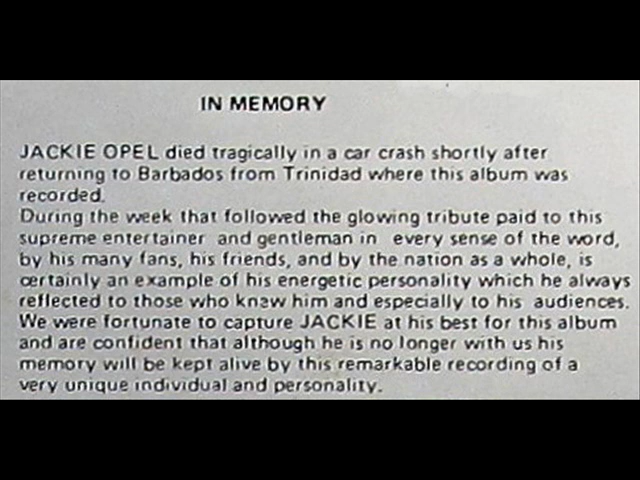 IN MEMORY
JACKIE OPEL died tragically in a car crash shortly after
returning to Barbados from Trinidad where this album was
recorded.
During the week that followed the glowing tribute paid to this
supreme entertainer and gentleman in every sense of the word,
by his many fans, his friends, and by the nation as a whole, is
certainly an example of his energetic personality which he always
reflected to those who knew him and especially to his audiences.
We were fortunate to capture JACKIE at his best for this album
and are confident that although he is no longer with us his
memory will be kept alive by this remarkable recording of a
very unique individual and personality.